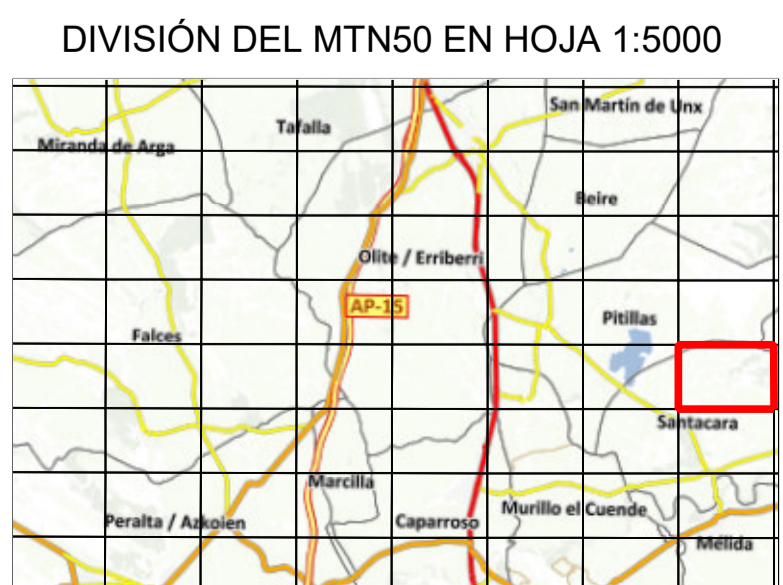 DIVISIÓN DEL MTN50 EN HOJA 1:5000
San Martín de Unx
Tafalla
Miranda de Arga
Beire
Olite / Erriberri
AP-15
Pitillas
Falces
Santacara
Marcilla
Murillo el Cuende
Peralta / Azkoien
Caparroso
Mélida